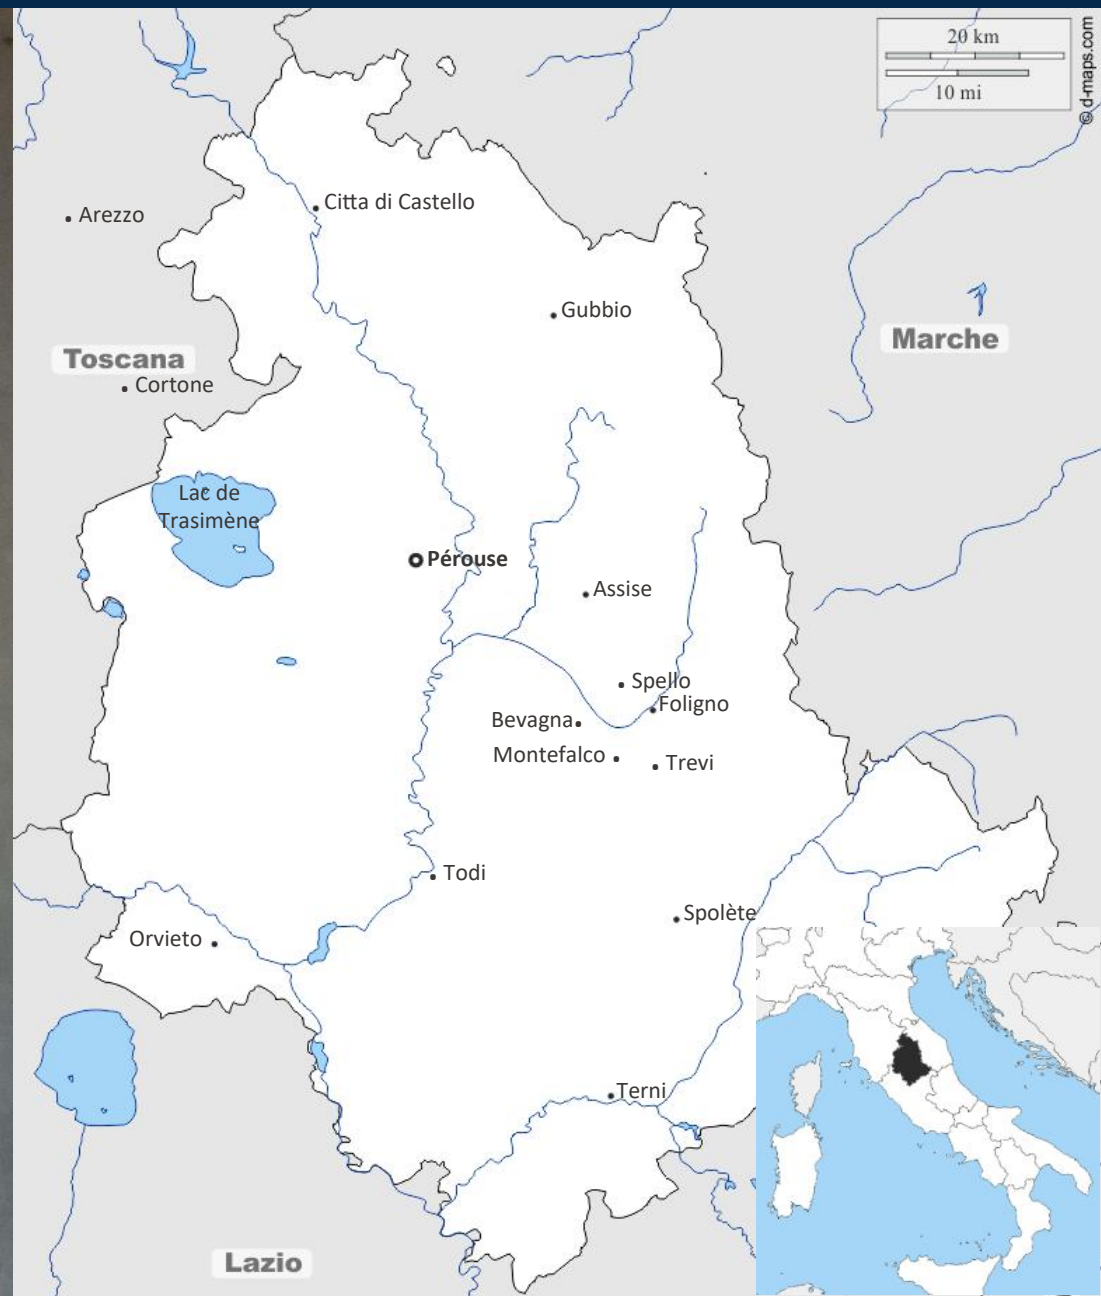 20 km
10 mi
© d-maps.com
Citta di Castello
Arezzo
Gubbio
Marche
Toscana
Cortone
Lac de
Trasimène
Pérouse
Assise
Spello
Foligno
Bevagna
Montefalco
Trevi
Todi
Spolète
Orvieto
Terni
Lazio